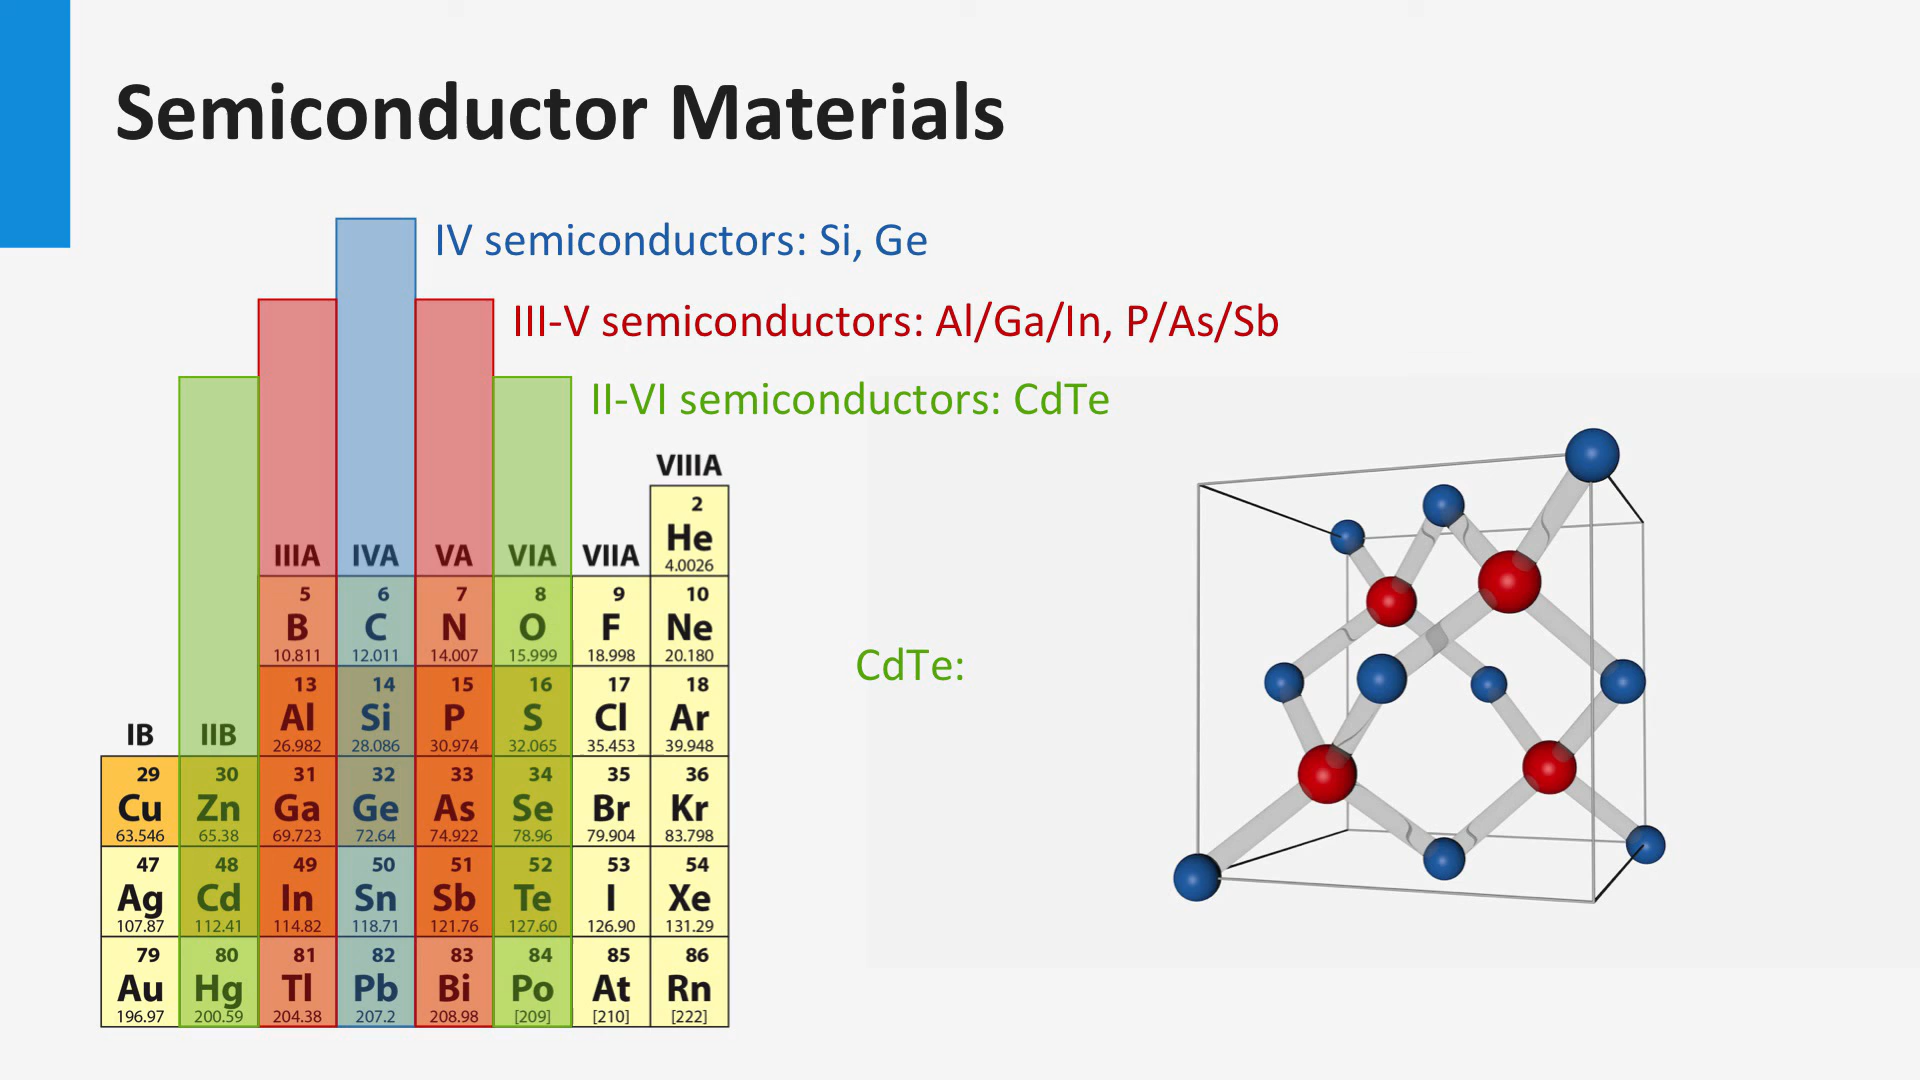 Semiconductor Materials
IV semiconductors: Si, Ge
III-V semiconductors: Al/Ga/In, P/As/Sb
II-VI semiconductors: CdTe
VIIIA
2
He
4.0026
IIIA IVA VA VIA VIIA
5 6 7 8 9 10
B C N O F Ne
10.811 12.011 14.007 15.999 18.998 20.180
13 14 15 16 17 18
Al Si P S Cl Ar
26.982 28.086 30.974 32.065 35.453 39.948
IB IIB
29 30 31 32 33 34 35 36
Cu Zn Ga Ge As Se Br Kr
63.546 65.38 69.723 72.64 74.922 78.96 79.904 83.798
47 48 49 50 51 52 53 54
Ag Cd In Sn Sb Te I Xe
107.87 112.41 114.82 118.71 121.76 127.60 126.90 131.29
79 80 81 82 83 84 85 86
Au Hg Tl Pb Bi Po At Rn
196.97 200.59 204.38 207.2 208.98 [209] [210] [222]
CdTe: